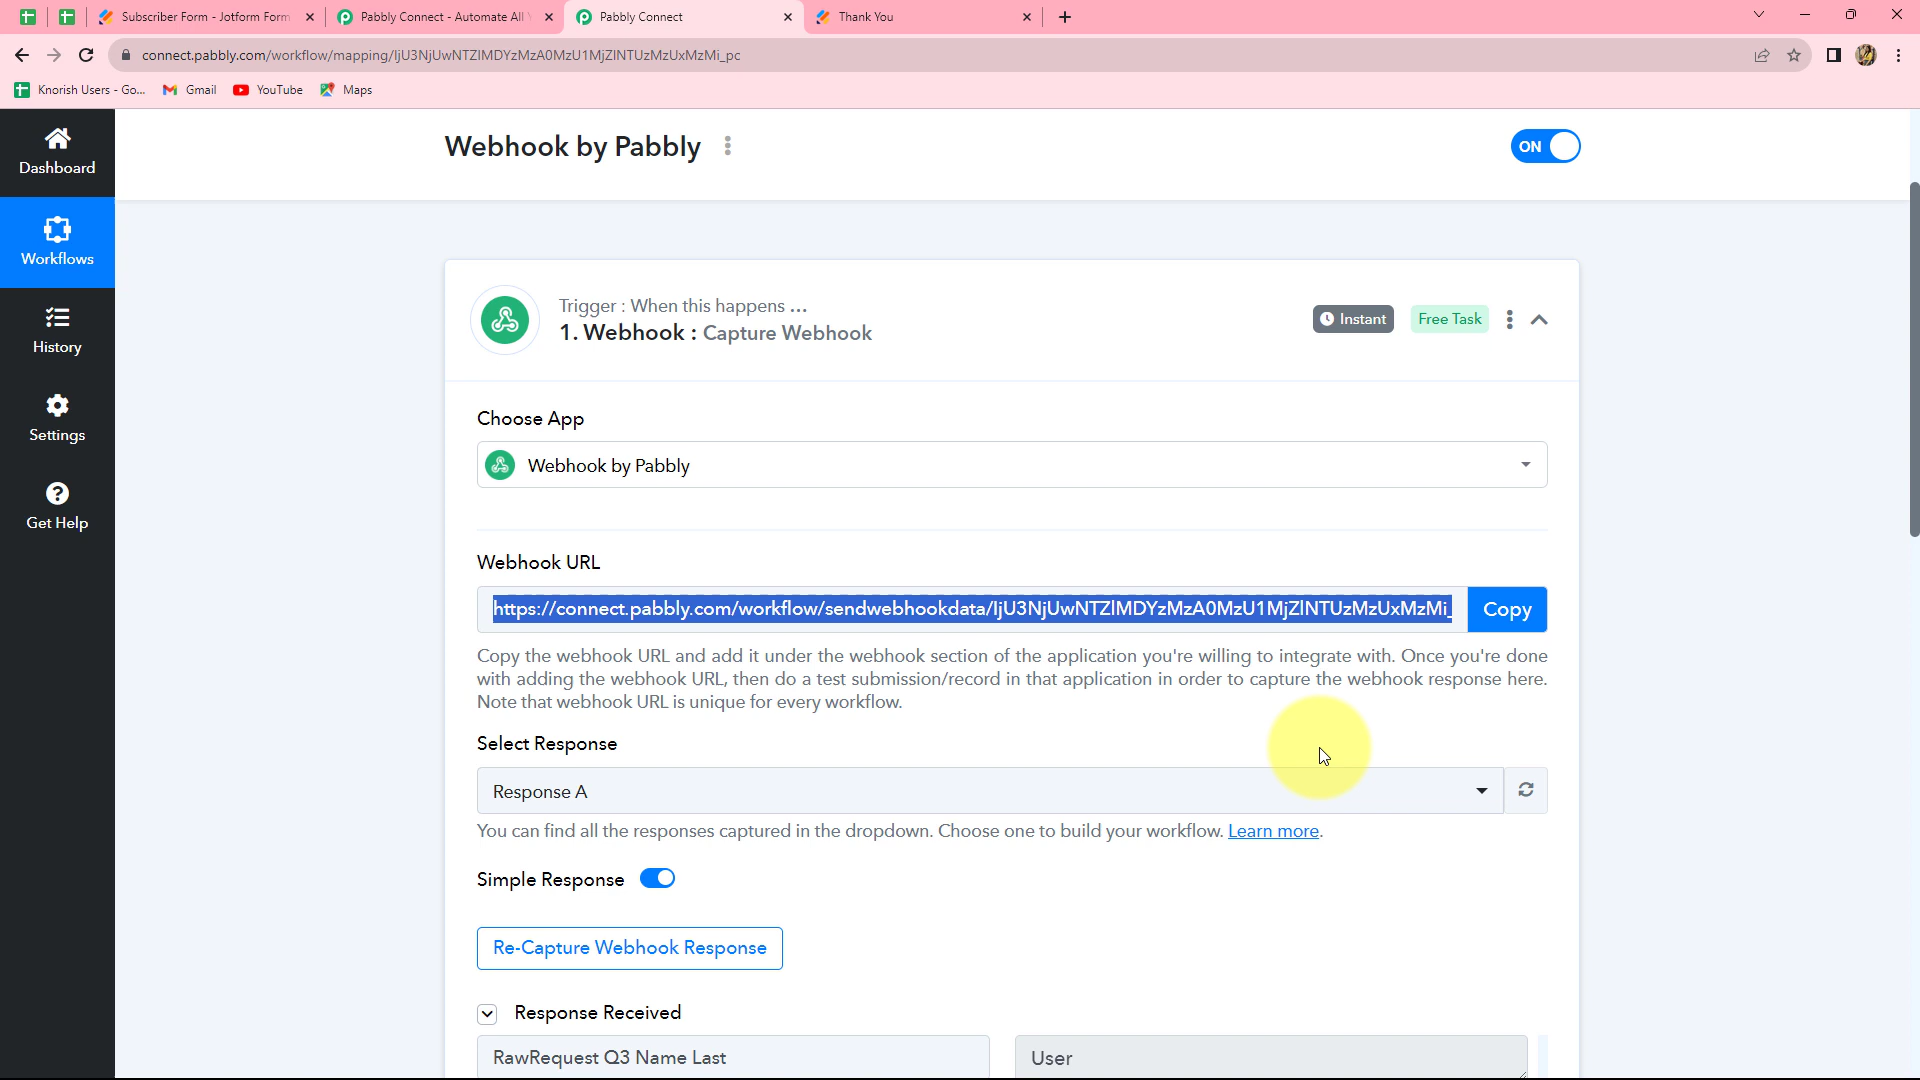 Subscriber Form - Jotform Form
Pabbly Connect - Automate All
Pabbly Connect
Thank You
connect.pabbly.com/workflow/mapping/IjU3NjUwNTZlMDYzMzA0MzU1MjZlNTUzMzUxMzMi_pc
Knorish Users - Go...
Gmail
YouTube
Maps
Dashboard
Workflows
History
Settings
Get Help
Webhook by Pabbly
ON
Trigger : When this happens ...
1. Webhook : Capture Webhook
Instant
Free Task
Choose App
Webhook by Pabbly
Webhook URL
https://connect.pabbly.com/workflow/sendwebhookdata/IjU3NjUwNTZlMDYzMzA0MzU1MjZlNTUzMzUxMzMi_
Copy
Copy the webhook URL and add it under the webhook section of the application you're willing to integrate with. Once you're done
with adding the webhook URL, then do a test submission/record in that application in order to capture the webhook response here.
Note that webhook URL is unique for every workflow.
Select Response
Response A
You can find all the responses captured in the dropdown. Choose one to build your workflow. Learn more.
Simple Response
Re-Capture Webhook Response
Response Received
RawRequest Q3 Name Last
User